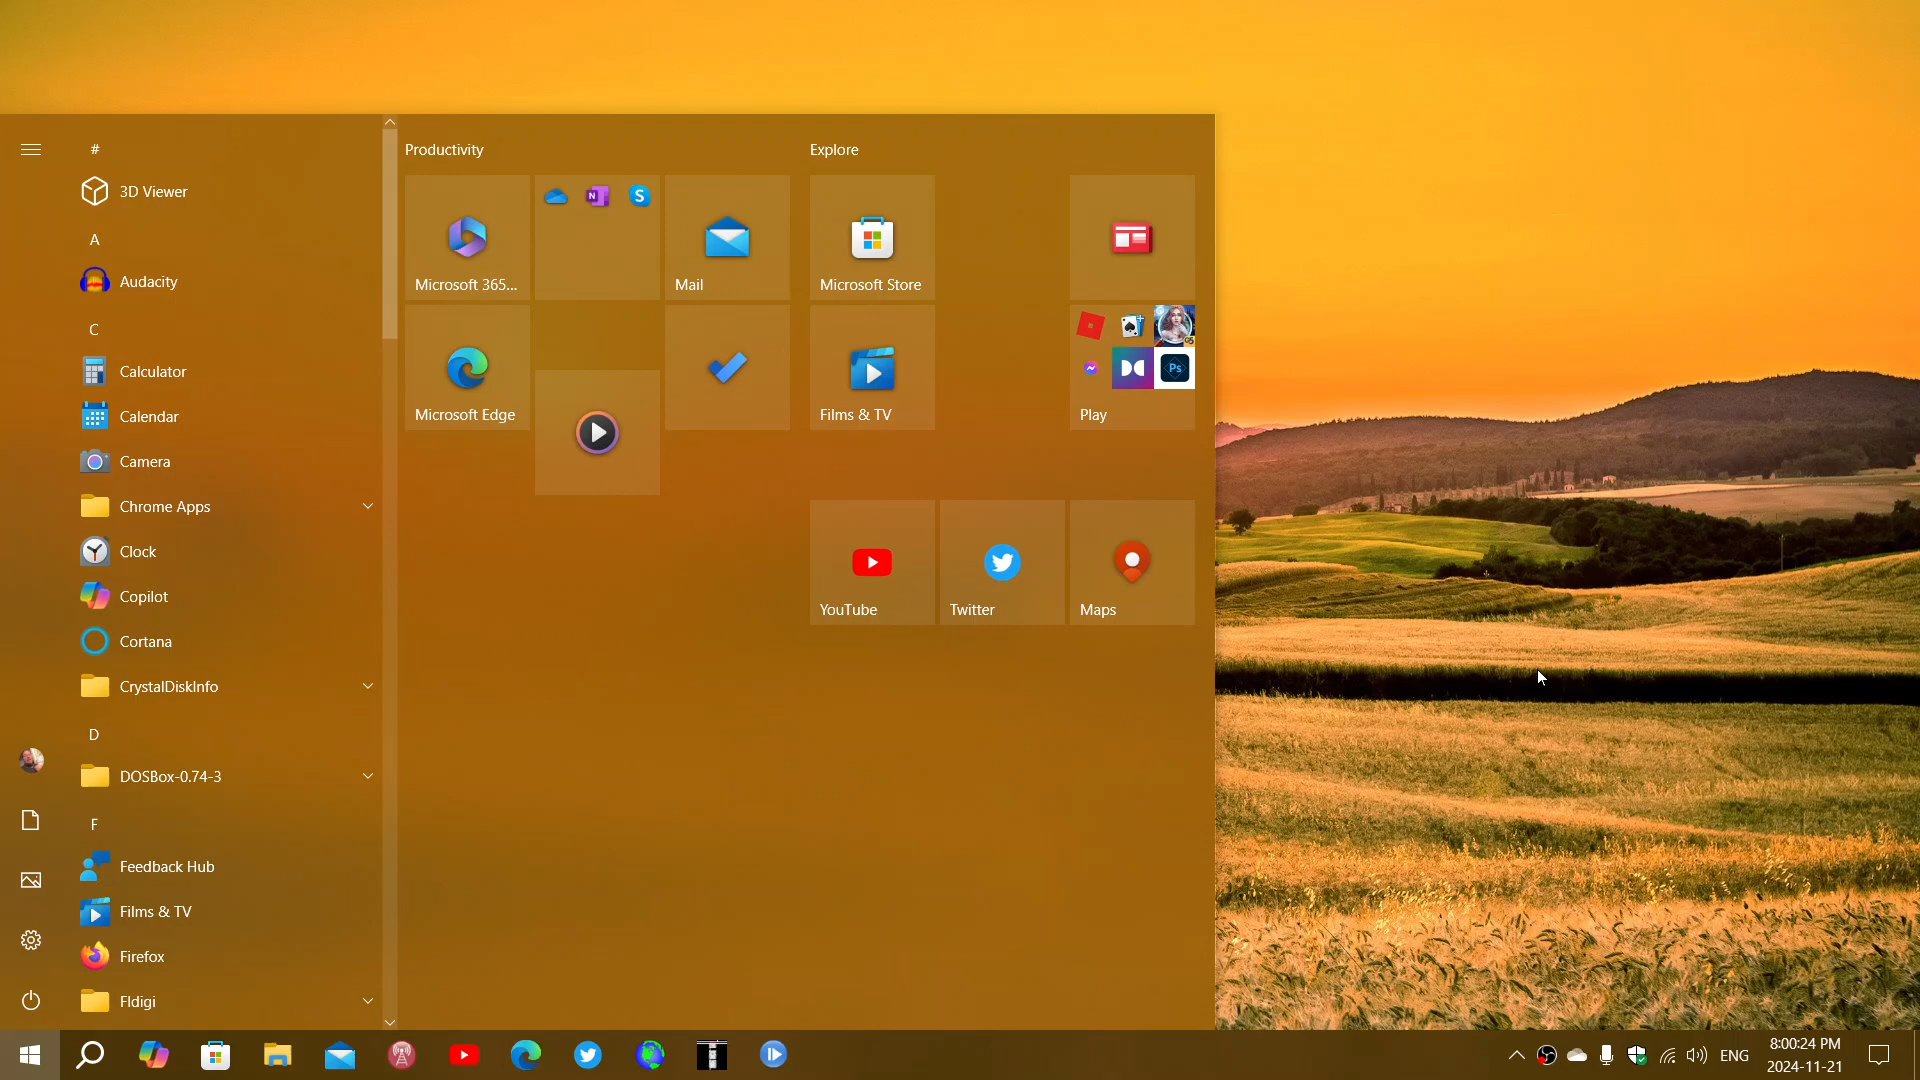 #
3D Viewer
A
Audacity
C
Calculator
Calendar
Camera
Chrome Apps
Clock
Copilot
Cortana
CrystalDiskInfo
D
DOSBox-0.74-3
F
Feedback Hub
Films & TV
Firefox
Fldigi
Productivity
N
S
Microsoft 365...
Mail
Microsoft Edge
Explore
Microsoft Store
Films & TV
G5
Ps
Play
YouTube
Twitter
Maps
ENG
8:00:24 PM
2024-11-21